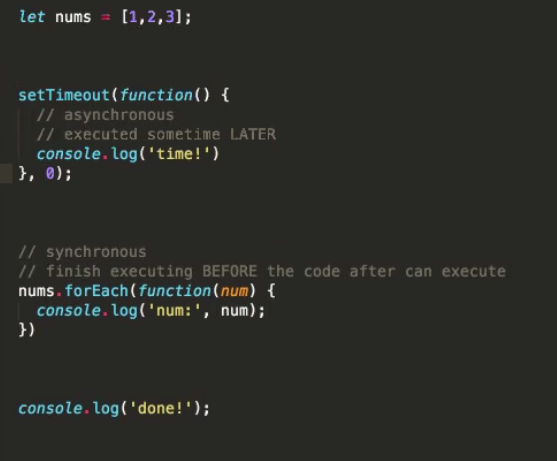 let nums = [1,2,3];
setTimeout(function() {
// asynchronous
// executed sometime LATER
console.log('time!')
}, 0);
// synchronous
// finish executing BEFORE the code after can execute
nums.forEach(function(num) {
console.log('num:', num);
})
console.log('done!');